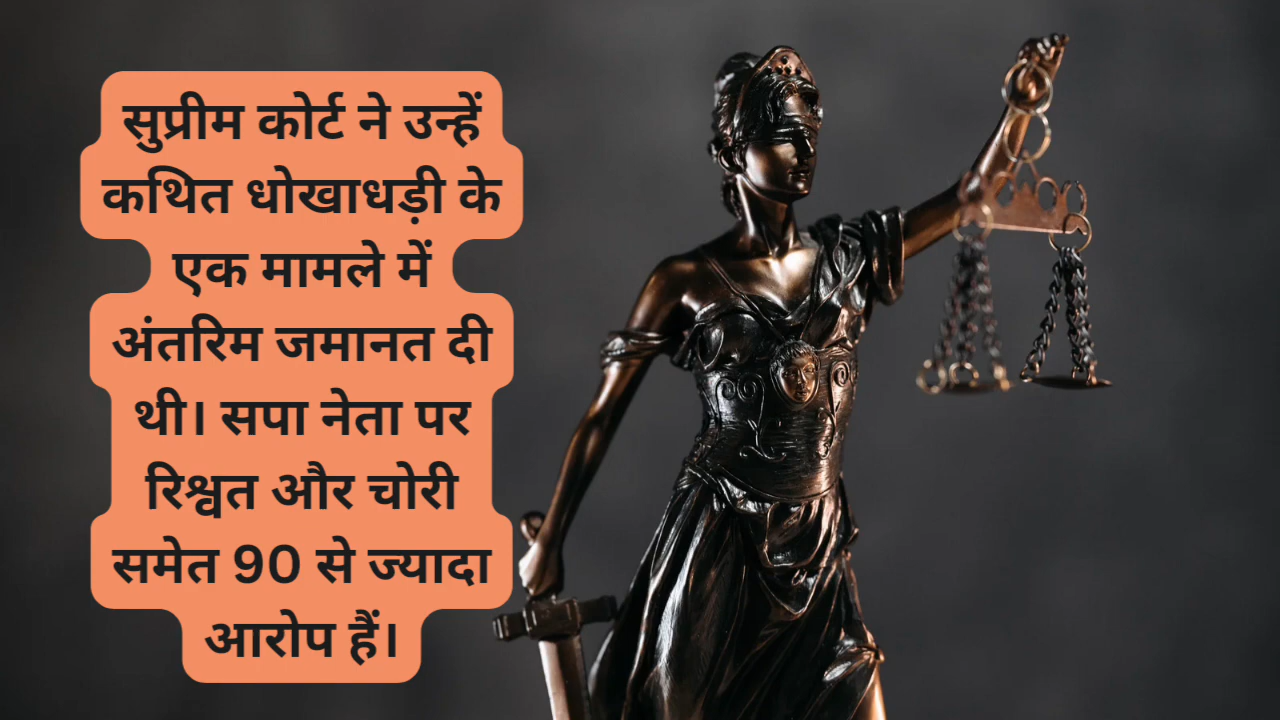 सुप्रीम कोर्ट ने उन्हें
कथित धोखाधड़ी के
एक मामले में
अंतरिम जमानत दी
थी। सपा नेता पर
रिश्वत और चोरी
समेत 90 से ज्यादा
आरोप हैं।